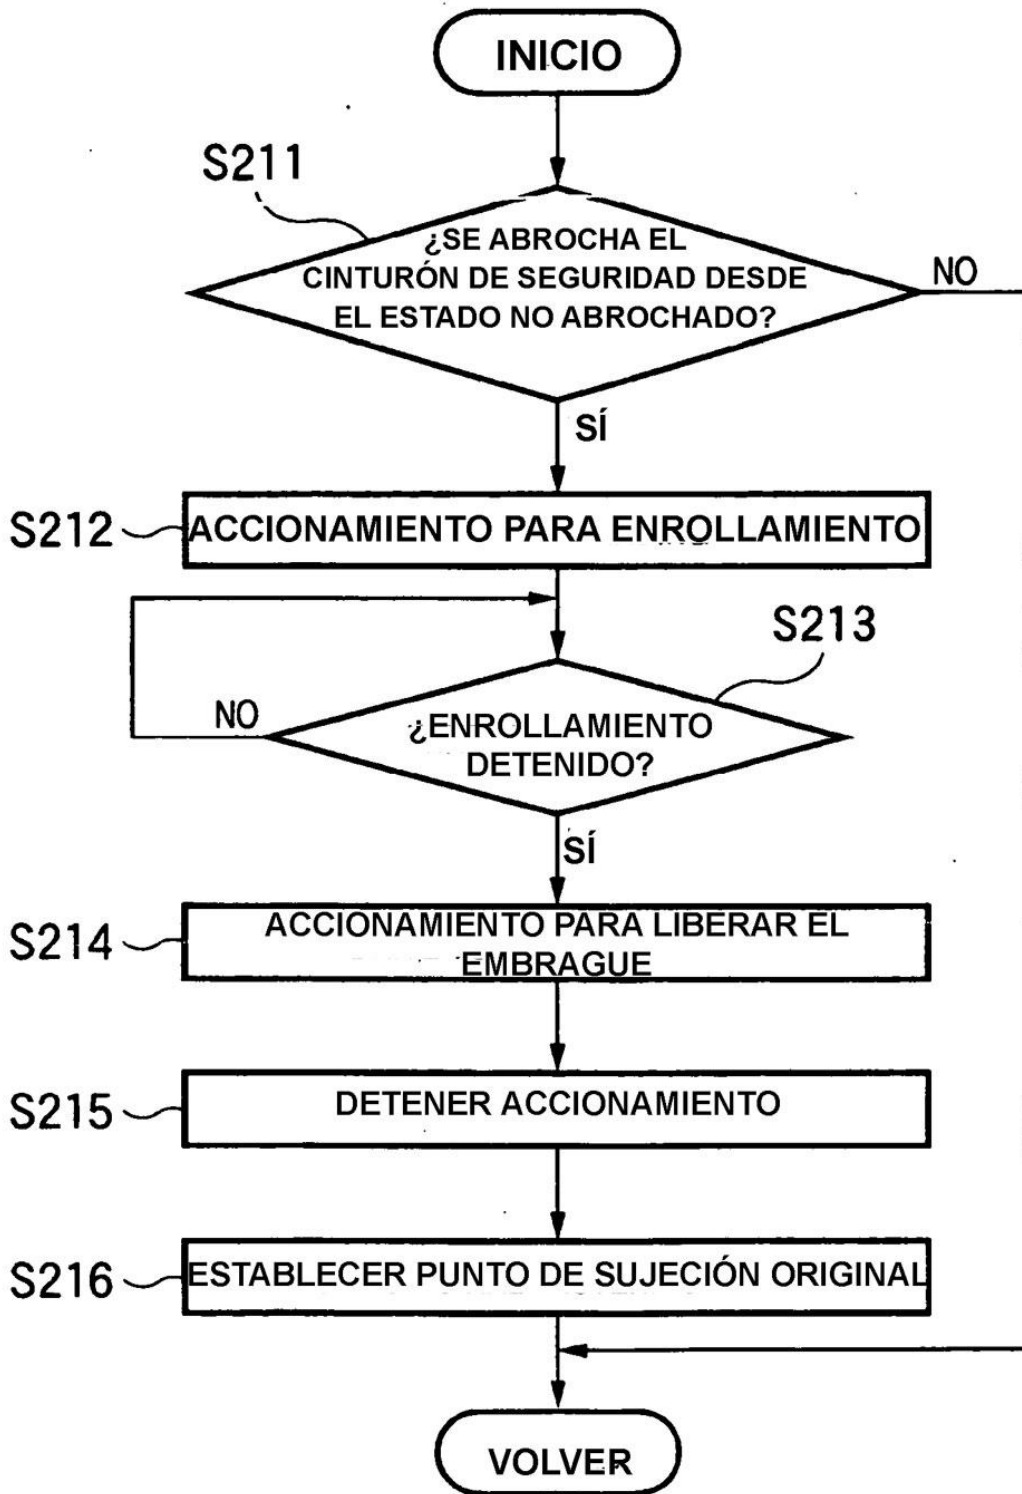 INICIO
S211
¿SE ABROCHA EL
CINTURÓN DE SEGURIDAD DESDE
EL ESTADO NO ABROCHADO?
NO
SÍ
S212
ACCIONAMIENTO PARA ENROLLAMIENTO
S213
NO
¿ENROLLAMIENTO
DETENIDO?
SÍ
S214
ACCIONAMIENTO PARA LIBERAR EL
EMBRAGUE
S215
DETENER ACCIONAMIENTO
S216
ESTABLECER PUNTO DE SUJECIÓN ORIGINAL
VOLVER